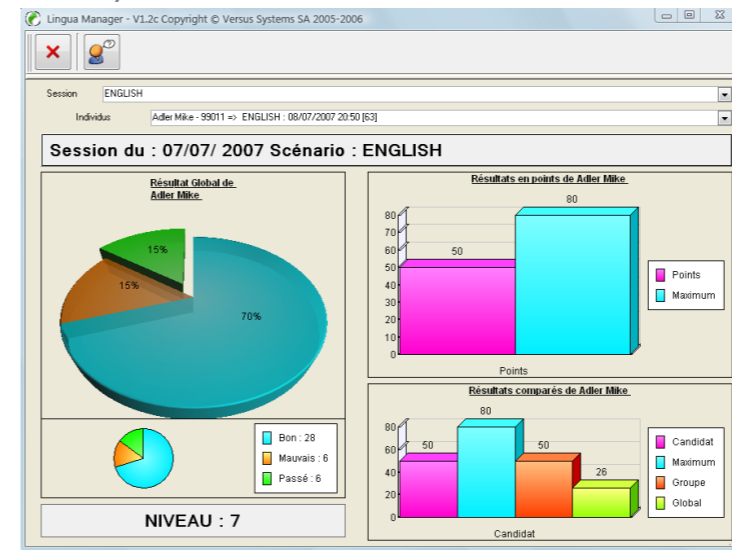 Lingua Manager - V1.2c Copyright © Versus Systems SA 2005-2006
Session ENGLISH
Individus Adler Mike - 99011 => ENGLISH : 08/07/2007 20:50 [63]
Session du : 07/07/ 2007 Scénario : ENGLISH
Résultat Global de
Adler Mike
15%
15%
70%
Bon : 28
Mauvais : 6
Passé : 6
NIVEAU : 7
Résultats en points de Adler Mike
80
50
80
70
60
50
40
30
20
10
0
Points
Points
Maximum
Résultats comparés de Adler Mike
80
50
50
26
80
60
40
20
0
Candidat
Candidat
Maximum
Groupe
Global